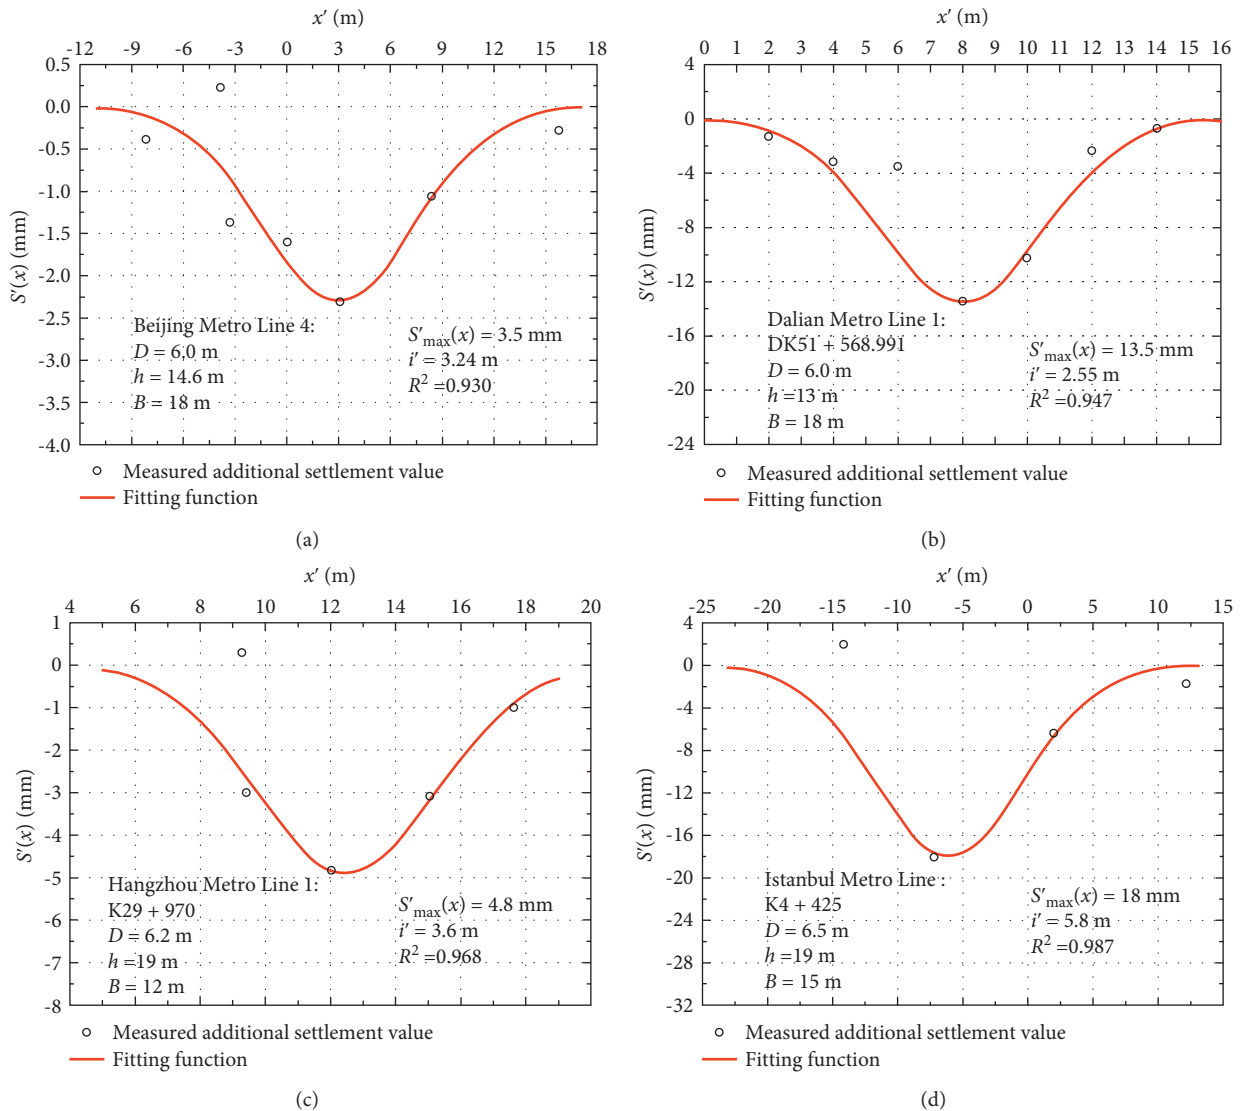 x′ (m)
-12 -9 -6 -3 0 3 6 9 12 15 18
0.5
0.0
-0.5
-1.0
-1.5
-2.0
-2.5
-3.0
-3.5
-4.0
S′(x) (mm)
Beijing Metro Line 4:
D = 6.0 m
h = 14.6 m
B = 18 m
S′max(x) = 3.5 mm
i′ = 3.24 m
R² =0.930
Measured additional settlement value
Fitting function
(a)
x′ (m)
0 1 2 3 4 5 6 7 8 9 10 11 12 13 14 15 16
4
0
-4
-8
-12
-16
-20
-24
S′(x) (mm)
Dalian Metro Line 1:
DK51 + 568.991
D = 6.0 m
h =13 m
B = 18 m
S′max(x) = 13.5 mm
i′ = 2.55 m
R² =0.947
Measured additional settlement value
Fitting function
(b)
x′ (m)
4 6 8 10 12 14 16 18 20
1
0
-1
-2
-3
-4
-5
-6
-7
-8
S′(x) (mm)
Hangzhou Metro Line 1:
K29 + 970
D = 6.2 m
h =19 m
B = 12 m
S′max(x) = 4.8 mm
i′ = 3.6 m
R² =0.968
Measured additional settlement value
Fitting function
(c)
x′ (m)
-25 -20 -15 -10 -5 0 5 10 15
4
0
-4
-8
-12
-16
-20
-24
-28
-32
S′(x) (mm)
Istanbul Metro Line :
K4 + 425
D = 6.5 m
h =19 m
B = 15 m
S′max(x) = 18 mm
i′ = 5.8 m
R² =0.987
Measured additional settlement value
Fitting function
(d)